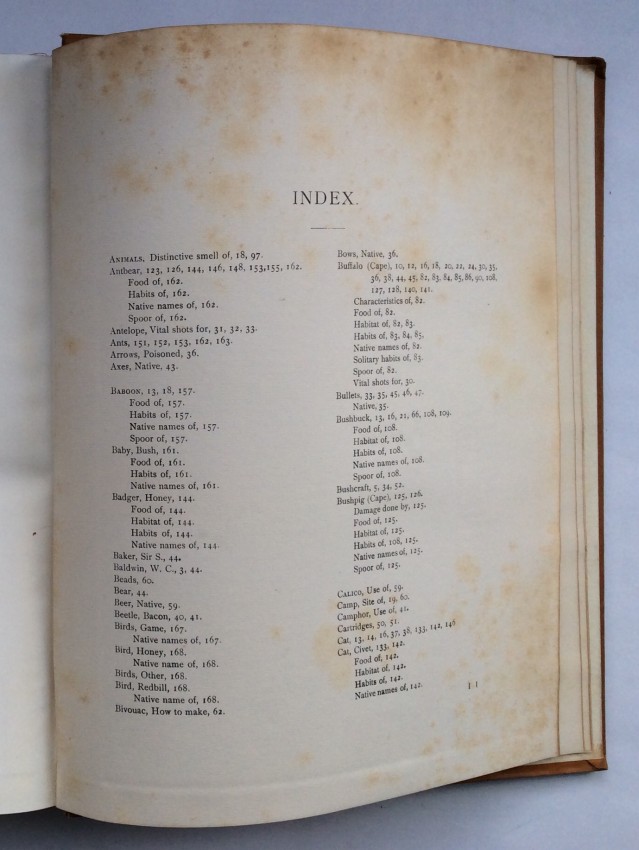 INDEX.
ANIMALS, Distinctive smell of, 18, 97.
Antbear, 123, 126, 144, 146, 148, 153,155, 162.
Food of, 162.
Habits of, 162.
Native names of, 162.
Spoor of, 162.
Antelope, Vital shots for, 31, 32, 33.
Ants, 151, 152, 153, 162, 163.
Arrows, Poisoned, 36.
Axes, Native, 43.
BABOON, 13, 18, 157.
Food of, 157.
Habits of, 157.
Native names of, 157.
Spoor of, 157.
Baby, Bush, 161.
Food of, 161.
Habits of, 161.
Native names of, 161.
Badger, Honey, 144.
Food of, 144.
Habitat of, 144.
Habits of, 144.
Native names of, 144.
Baker, Sir S., 44.
Baldwin, W. C., 3, 44.
Beads, 60.
Bear, 44.
Beer, Native, 59.
Beetle, Bacon, 40, 41.
Birds, Game, 167.
Native names of, 167.
Bird, Honey, 168.
Native name of, 168.
Birds, Other, 168.
Bird, Redbill, 168.
Native name of, 168.
Bivouac, How to make, 62.
Bows, Native, 36.
Buffalo (Cape), 10, 12, 16, 18, 20, 22, 24, 30, 35,
36, 38, 44, 45, 82, 83, 84, 85, 86, 90, 108,
127, 128, 140, 141.
Characteristics of, 82.
Food of, 82.
Habitat of, 82, 83.
Habits of, 83, 84, 85.
Native names of, 82.
Solitary habits of, 83.
Spoor of, 82.
Vital shots for, 30.
Bullets, 33, 35, 45, 46, 47.
Native, 35.
Bushbuck, 13, 16, 21, 66, 108, 109.
Food of, 108.
Habitat of, 108.
Habits of, 108.
Native names of, 108.
Spoor of, 108.
Bushcraft, 5, 34, 52.
Bushpig (Cape), 125, 126.
Damage done by, 125.
Food of, 125.
Habitat of, 125.
Habits of, 108, 125.
Native names of, 125.
Spoor of, 125.
CALICO, Use of, 59.
Camp, Site of, 19, 60.
Camphor, Use of, 41.
Cartridges, 50, 51.
Cat, 13, 14, 16, 37, 38, 133, 142, 146
Cat, Civet, 133, 142.
Food of, 142.
Habitat of, 142.
Habits of, 142.
Native names of, 142.